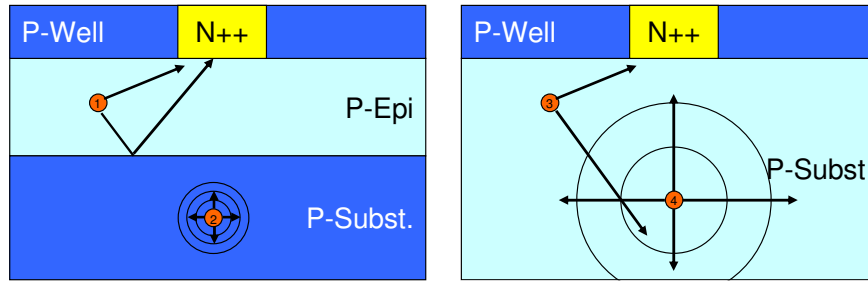 P-Well N++
1
P-Epi
2
P-Subst.
P-Well N++
3
P-Subst
4